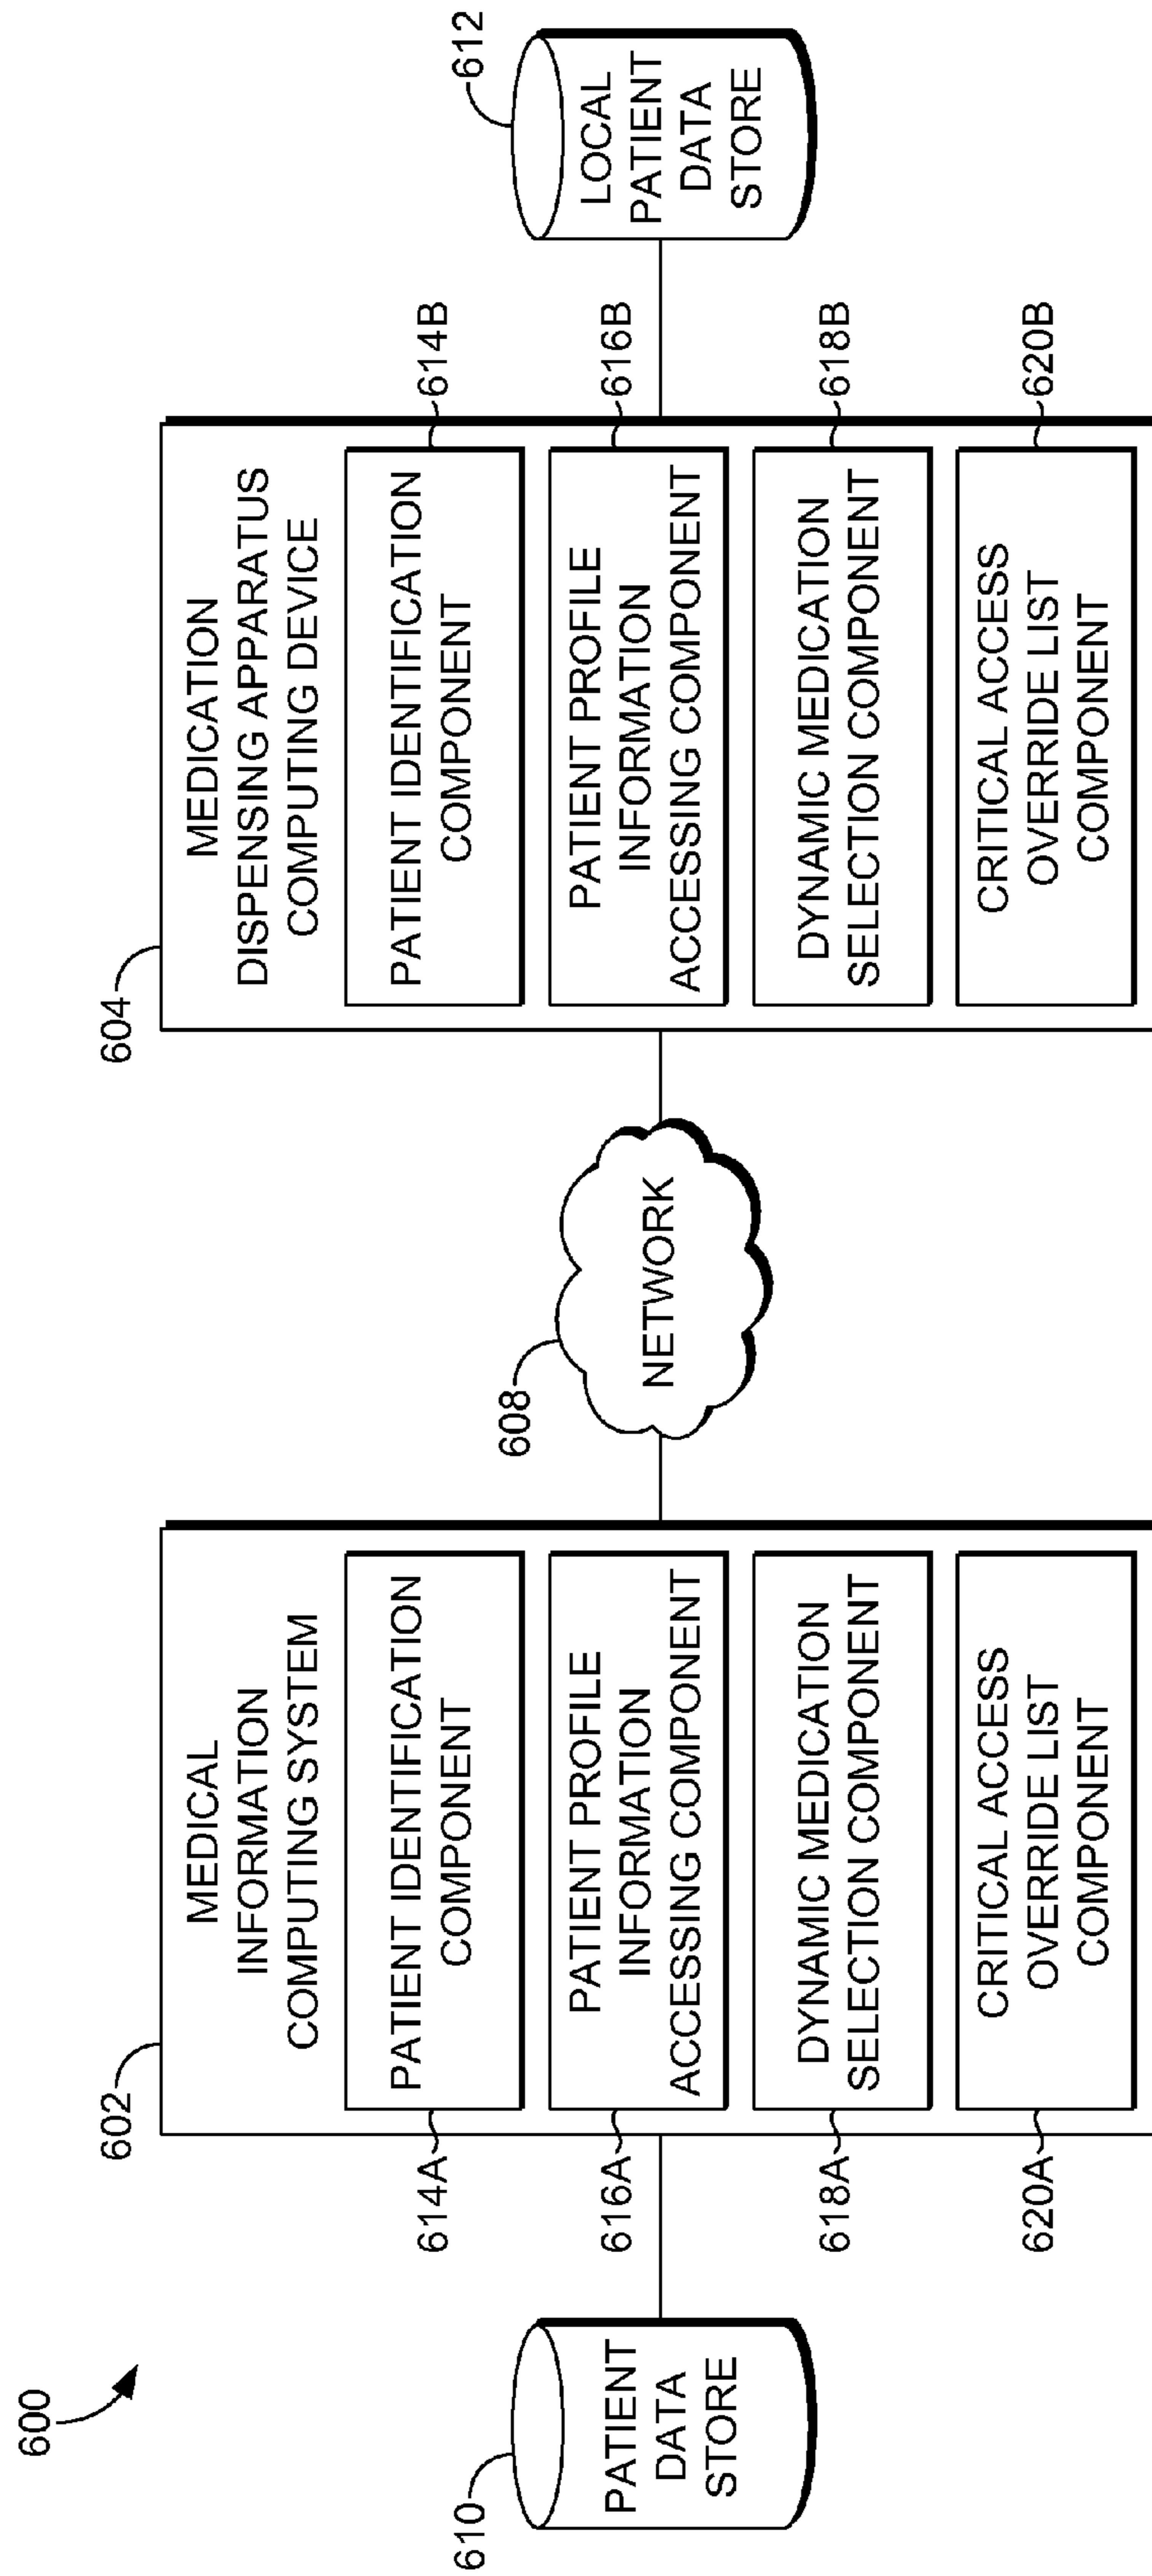 600
610
PATIENT
DATA
STORE
602
MEDICAL
INFORMATION
COMPUTING SYSTEM
614A
PATIENT IDENTIFICATION
COMPONENT
616A
PATIENT PROFILE
INFORMATION
ACCESSING COMPONENT
618A
DYNAMIC MEDICATION
SELECTION COMPONENT
620A
CRITICAL ACCESS
OVERRIDE LIST
COMPONENT
608
NETWORK
604
MEDICATION
DISPENSING APPARATUS
COMPUTING DEVICE
PATIENT IDENTIFICATION
COMPONENT
614B
PATIENT PROFILE
INFORMATION
ACCESSING COMPONENT
616B
DYNAMIC MEDICATION
SELECTION COMPONENT
618B
CRITICAL ACCESS
OVERRIDE LIST
COMPONENT
620B
612
LOCAL
PATIENT
DATA
STORE